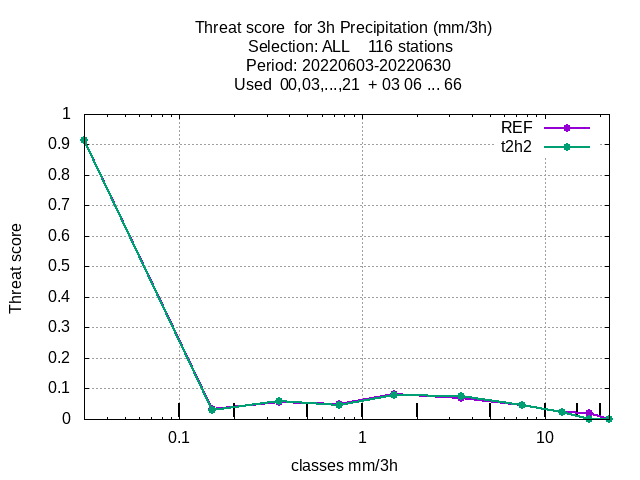 Threat score  for 3h Precipitation (mm/3h)
Selection: ALL    116 stations
Period: 20220603-20220630
Used  00,03,...,21  + 03 06 ... 66
REF
t2h2
1
0.9
0.8
0.7
0.6
0.5
0.4
0.3
0.2
0.1
0
Threat score
0.1
1
10
classes mm/3h